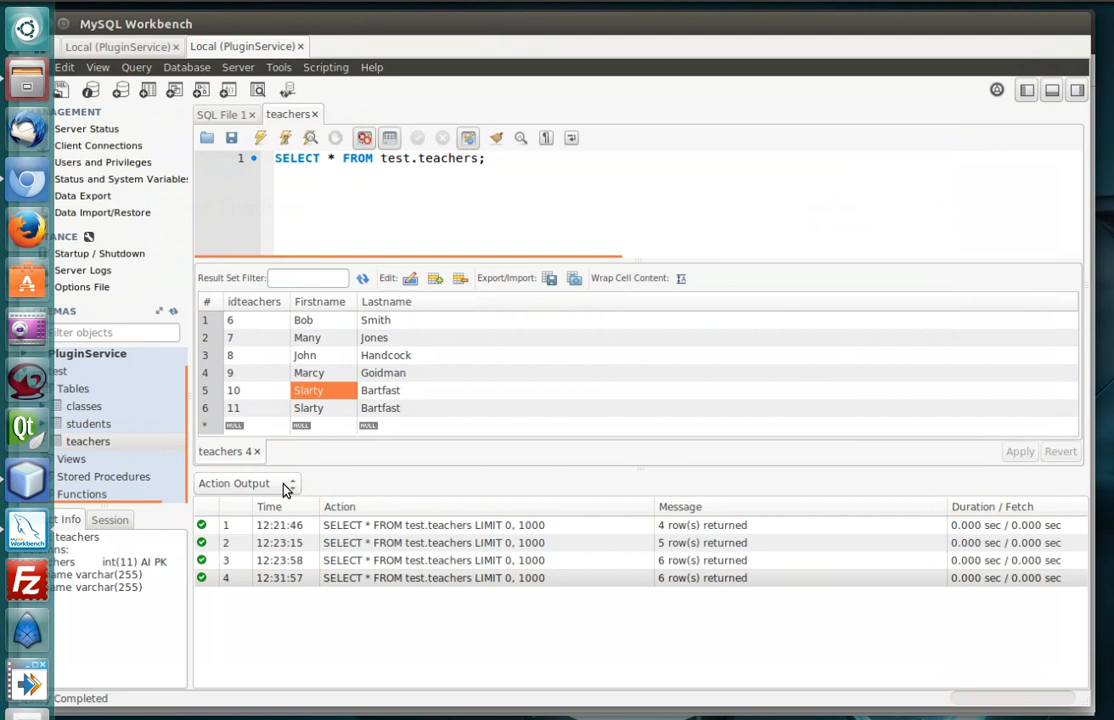 MySQL Workbench
Local (PluginService) × Local (PluginService) ×
Edit View Query Database Server Tools Scripting Help
SQL File 1 × teachers ×
1 SELECT * FROM test.teachers;
Server Status
Client Connections
Users and Privileges
Status and System Variables
Data Export
Data Import/Restore
Startup / Shutdown
Server Logs
Options File
PluginService
Tables
classes
students
teachers
Views
Stored Procedures
Functions
Session
teachers
int(11) AI PK
varchar(255)
varchar(255)
Result Set Filter: Edit: Export/Import: Wrap Cell Content:
# idteachers Firstname Lastname
1 6 Bob Smith
2 7 Many Jones
3 8 John Handcock
4 9 Marcy Goidman
5 10 Slarty Bartfast
6 11 Slarty Bartfast
* NULL NULL NULL
teachers 4 × Apply Revert
Action Output
Time Action Message Duration / Fetch
1 12:21:46 SELECT * FROM test.teachers LIMIT 0, 1000 4 row(s) returned 0.000 sec / 0.000 sec
2 12:23:15 SELECT * FROM test.teachers LIMIT 0, 1000 5 row(s) returned 0.000 sec / 0.000 sec
3 12:23:58 SELECT * FROM test.teachers LIMIT 0, 1000 6 row(s) returned 0.000 sec / 0.000 sec
4 12:31:57 SELECT * FROM test.teachers LIMIT 0, 1000 6 row(s) returned 0.000 sec / 0.000 sec
Completed